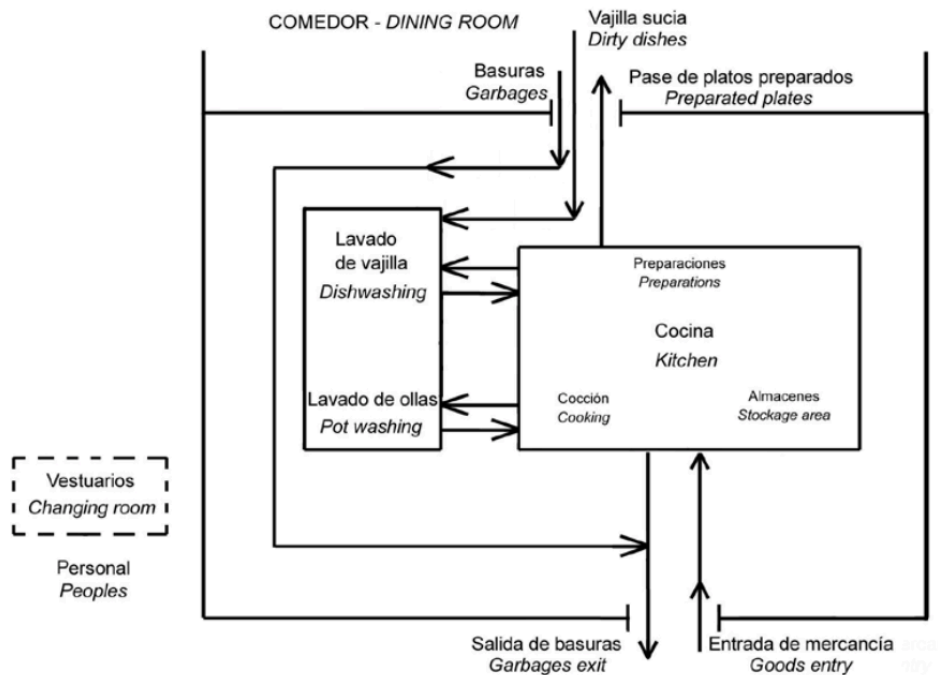 COMEDOR - DINING ROOM
Vajilla sucia
Dirty dishes
Basuras
Garbages
Pase de platos preparados
Preparated plates
Lavado
de vajilla
Dishwashing
Preparaciones
Preparations
Cocina
Kitchen
Lavado de ollas
Pot washing
Cocción
Cooking
Almacenes
Stockage area
Vestuarios
Changing room
Personal
Peoples
Salida de basuras
Garbages exit
Entrada de mercancía
Goods entry